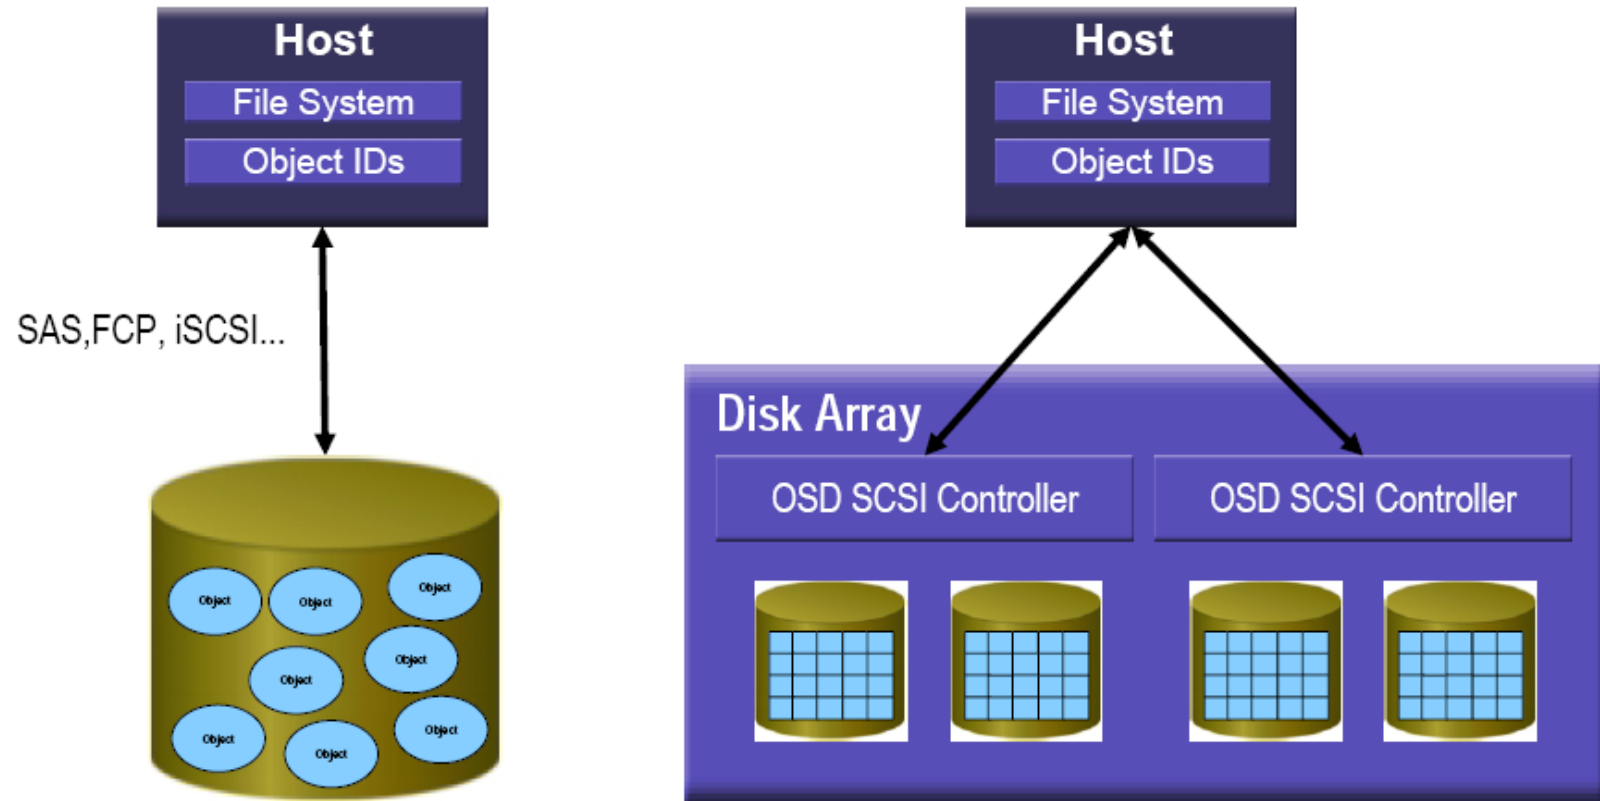 Host
File System
Object IDs
SAS,FCP, iSCSI...
Object
Object
Object
Object
Object
Object
Object
Object
Host
File System
Object IDs
Disk Array
OSD SCSI Controller
OSD SCSI Controller